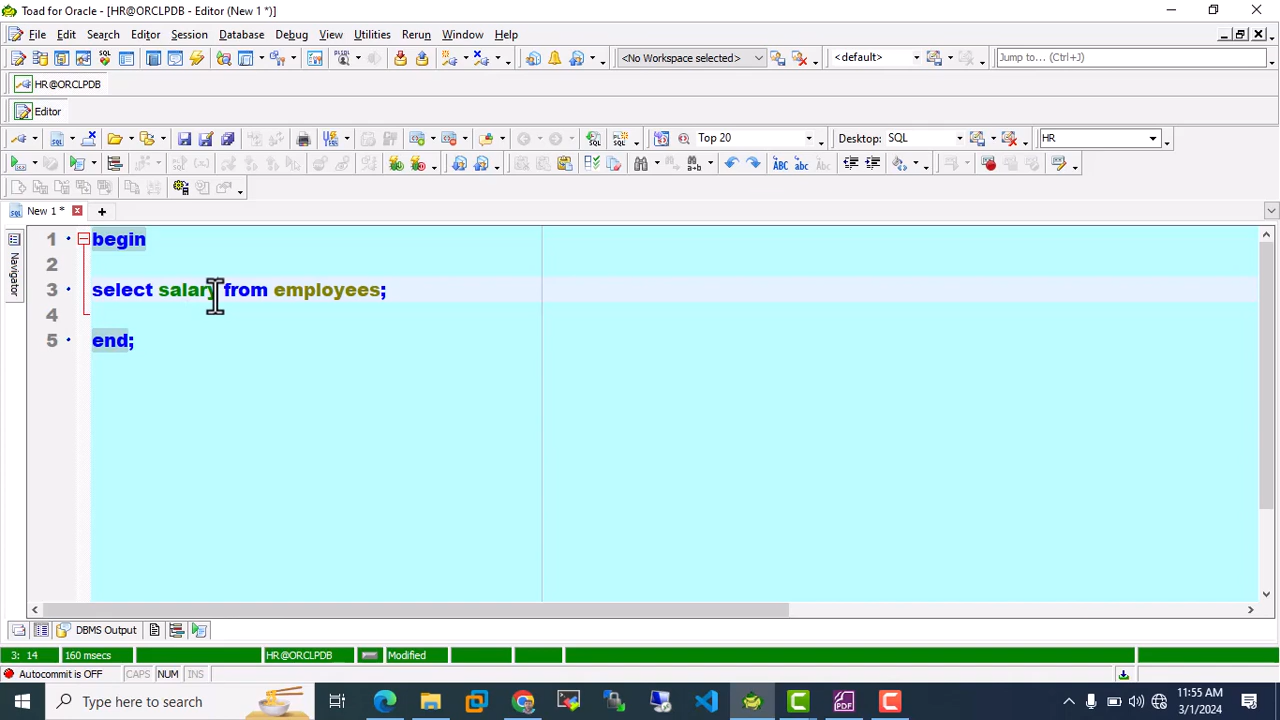 Toad for Oracle - [HR@ORCLPDB - Editor (New 1 *)]
File Edit Search Editor Session Database Debug View Utilities Rerun Window Help
<No Workspace selected> <default> Jump to... (Ctrl+J)
HR@ORCLPDB
Editor
Top 20 Desktop: SQL HR
New 1 *
Navigator
1 begin
2
3 select salary from employees;
4
5 end;
DBMS Output
3: 14 160 msecs HR@ORCLPDB Modified
Autocommit is OFF CAPS NUM INS
Type here to search
11:55 AM
3/1/2024